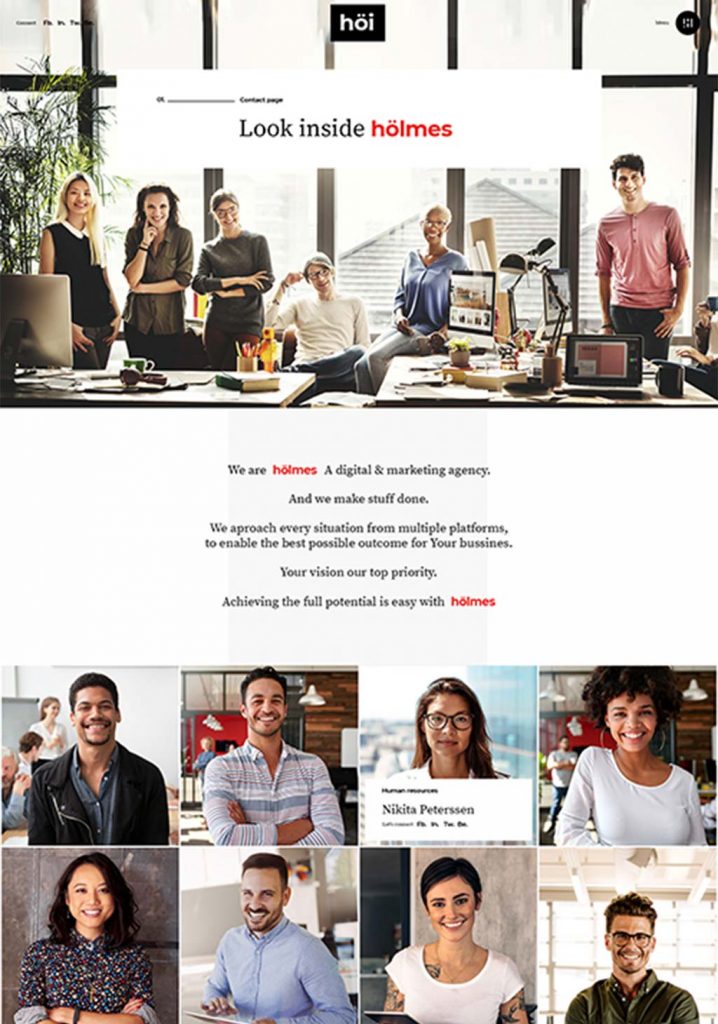 Connect Fb. In. Tw. Be.
höi
Menu
01. Contact page
Look inside hölmes
We are hölmes A digital & marketing agency.
And we make stuff done.
We aproach every situation from multiple platforms,
to enable the best possible outcome for Your bussines.
Your vision our top priority.
Achieving the full potential is easy with hölmes
Human resources
Nikita Peterssen
Let's connect Fb. In. Tw. Be.